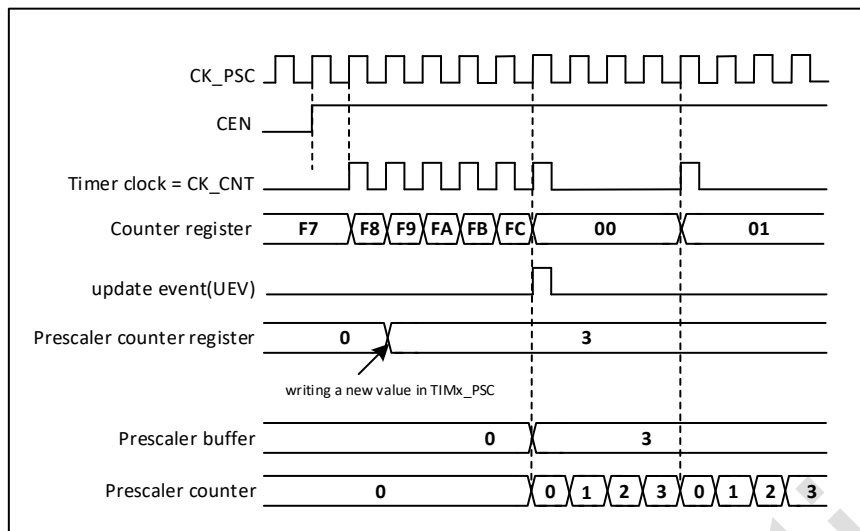 CK_PSC
CEN
Timer clock = CK_CNT
Counter register F7 F8 F9 FA FB FC 00 01
update event(UEV)
Prescaler counter register 0 3
writing a new value in TIMx_PSC
Prescaler buffer 0 3
Prescaler counter 0 0 1 2 3 0 1 2 3